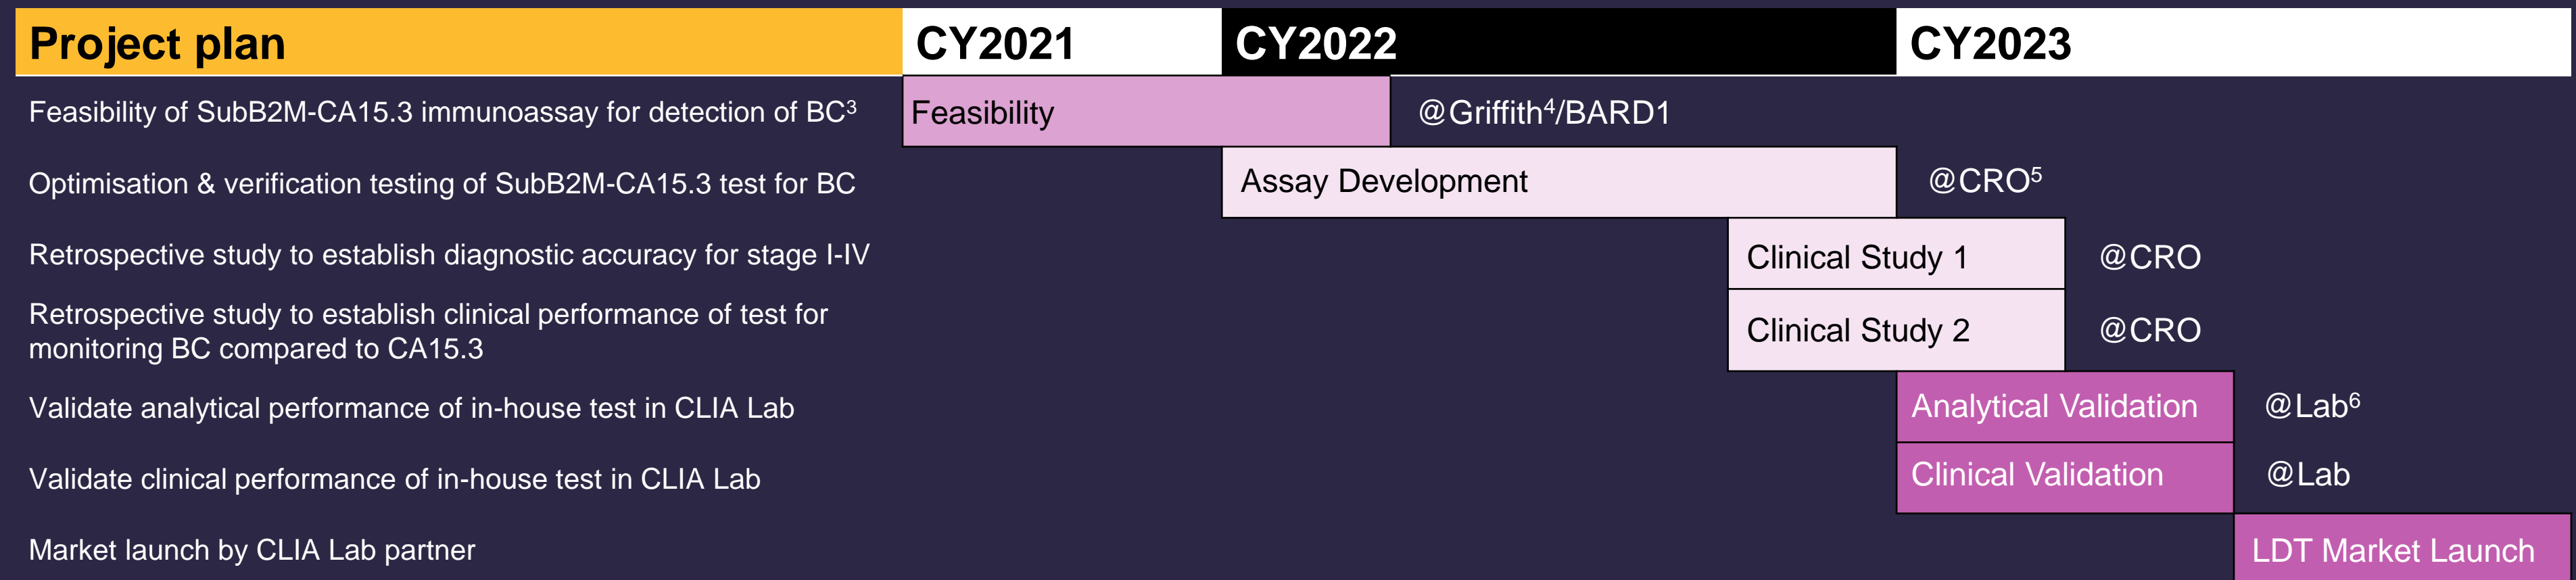 Project plan CY2021 CY2022 CY2023
Feasibility of SubB2M-CA15.3 immunoassay for detection of BC³ Feasibility @Griffith⁴/BARD1
Optimisation & verification testing of SubB2M-CA15.3 test for BC Assay Development @CRO⁵
Retrospective study to establish diagnostic accuracy for stage I-IV Clinical Study 1 @CRO
Retrospective study to establish clinical performance of test for
monitoring BC compared to CA15.3 Clinical Study 2 @CRO
Validate analytical performance of in-house test in CLIA Lab Analytical Validation @Lab⁶
Validate clinical performance of in-house test in CLIA Lab Clinical Validation @Lab
Market launch by CLIA Lab partner LDT Market Launch